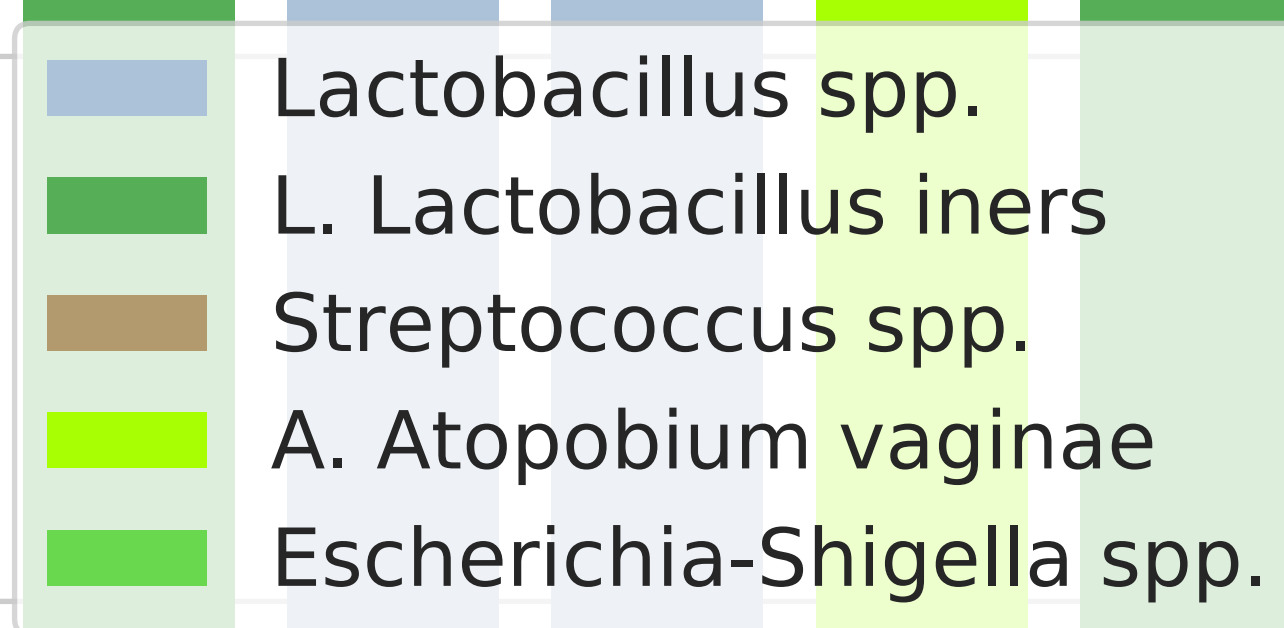 Lactobacillus spp.
L. Lactobacillus iners
Streptococcus spp.
A. Atopobium vaginae
Escherichia-Shigella spp.